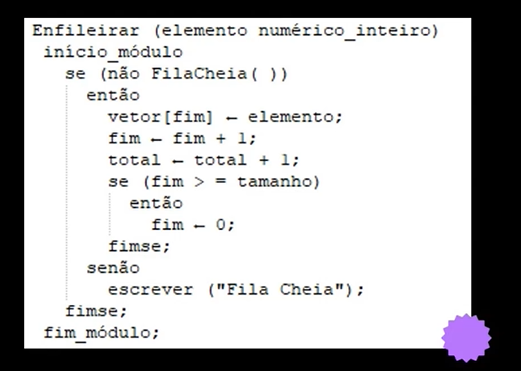 Enfileirar (elemento numérico_inteiro)
início_módulo
se (não FilaCheia( ))
então
vetor[fim] ← elemento;
fim ← fim + 1;
total ← total + 1;
se (fim > = tamanho)
então
fim ← 0;
fimse;
senão
escrever ("Fila Cheia");
fimse;
fim_módulo;